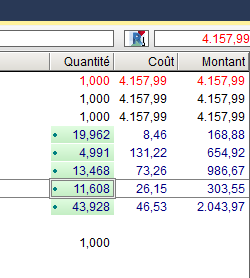 4.157,99
Quantité Coût Montant
1,000 4.157,99 4.157,99
1,000 4.157,99 4.157,99
1,000 4.157,99 4.157,99
19,962 8,46 168,88
4,991 131,22 654,92
13,468 73,26 986,67
11,608 26,15 303,55
43,928 46,53 2.043,97
1,000